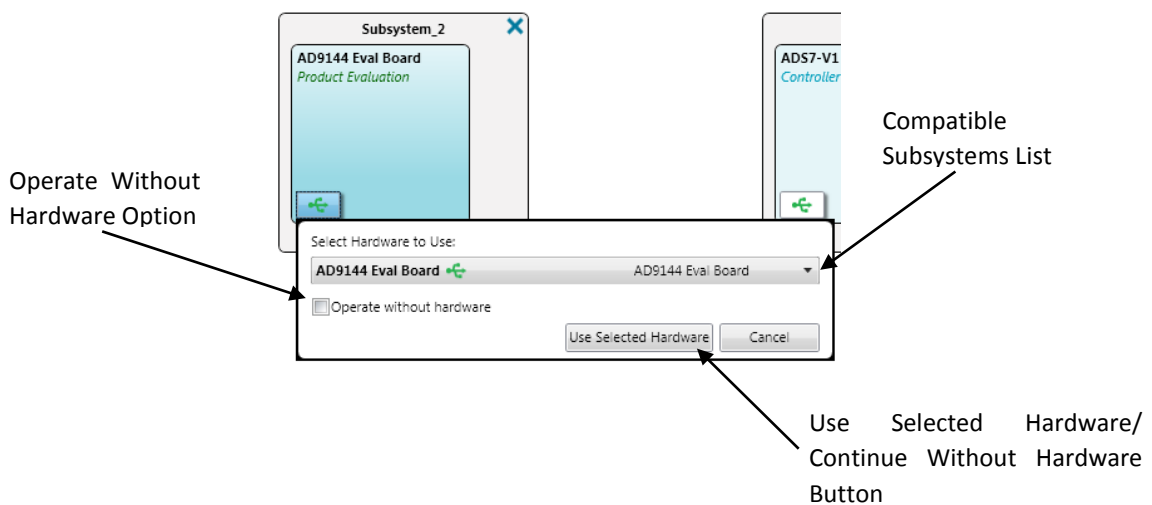 Subsystem_2
AD9144 Eval Board
Product Evaluation
ADS7-V1
Controller
Compatible
Subsystems List
Operate Without
Hardware Option
Select Hardware to Use:
AD9144 Eval Board AD9144 Eval Board
Operate without hardware
Use Selected Hardware Cancel
Use Selected Hardware/
Continue Without Hardware
Button